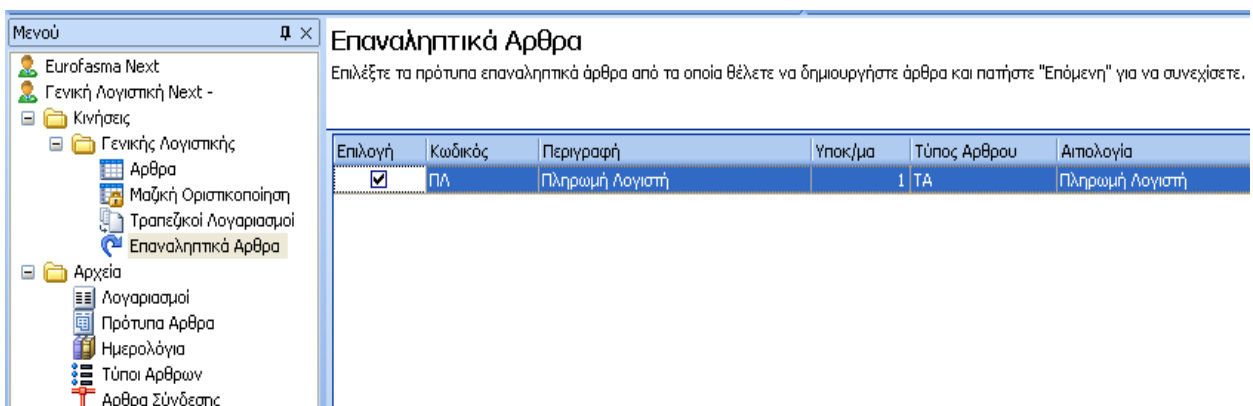 Μενού
Eurofasma Next
Γενική Λογιστική Next -
Κινήσεις
Γενικής Λογιστικής
Αρθρα
Μαζική Οριστικοποίηση
Τραπεζικοί Λογαριασμοί
Επαναληπτικά Αρθρα
Αρχεία
Λογαριασμοί
Πρότυπα Αρθρα
Ημερολόγια
Τύποι Αρθρων
Αρθρα Σύνδεσης
Επαναληπτικά Αρθρα
Επιλέξτε τα πρότυπα επαναληπτικά άρθρα από τα οποία θέλετε να δημιουργήστε άρθρα και πατήστε "Επόμενη" για να συνεχίσετε.
Επιλογή Κωδικός Περιγραφή Υποκ/μα Τύπος Αρθρου Αιτιολογία
ΠΛ Πληρωμή Λογιστή 1 ΤΑ Πληρωμή Λογιστή